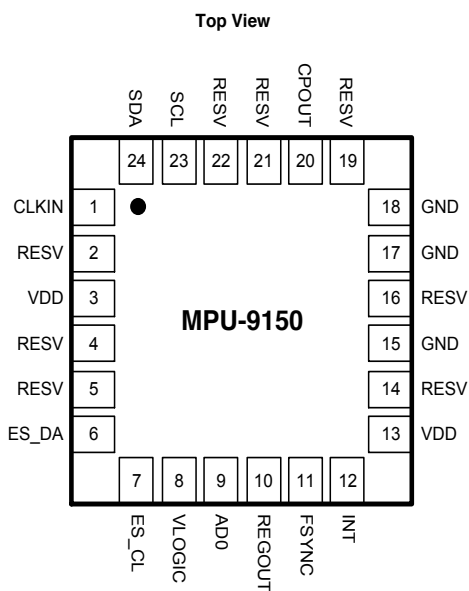 Top View
SDA
SCL
RESV
RESV
CPOUT
RESV
24 23 22 21 20 19
CLKIN 1
RESV 2
VDD 3
RESV 4
RESV 5
ES_DA 6
MPU-9150
18 GND
17 GND
16 RESV
15 GND
14 RESV
13 VDD
7 8 9 10 11 12
ES_CL
VLOGIC
AD0
REGOUT
FSYNC
INT